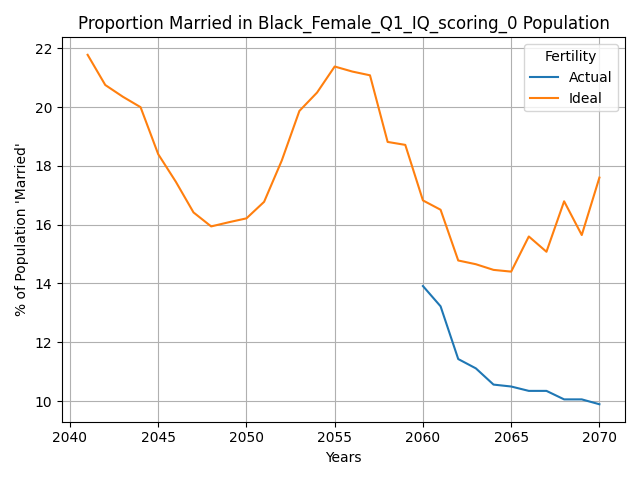 Proportion Married in Black_Female_Q1_IQ_scoring_0 Population
Fertility
Actual
Ideal
% of Population 'Married'
22
20
18
16
14
12
10
2040 2045 2050 2055 2060 2065 2070
Years